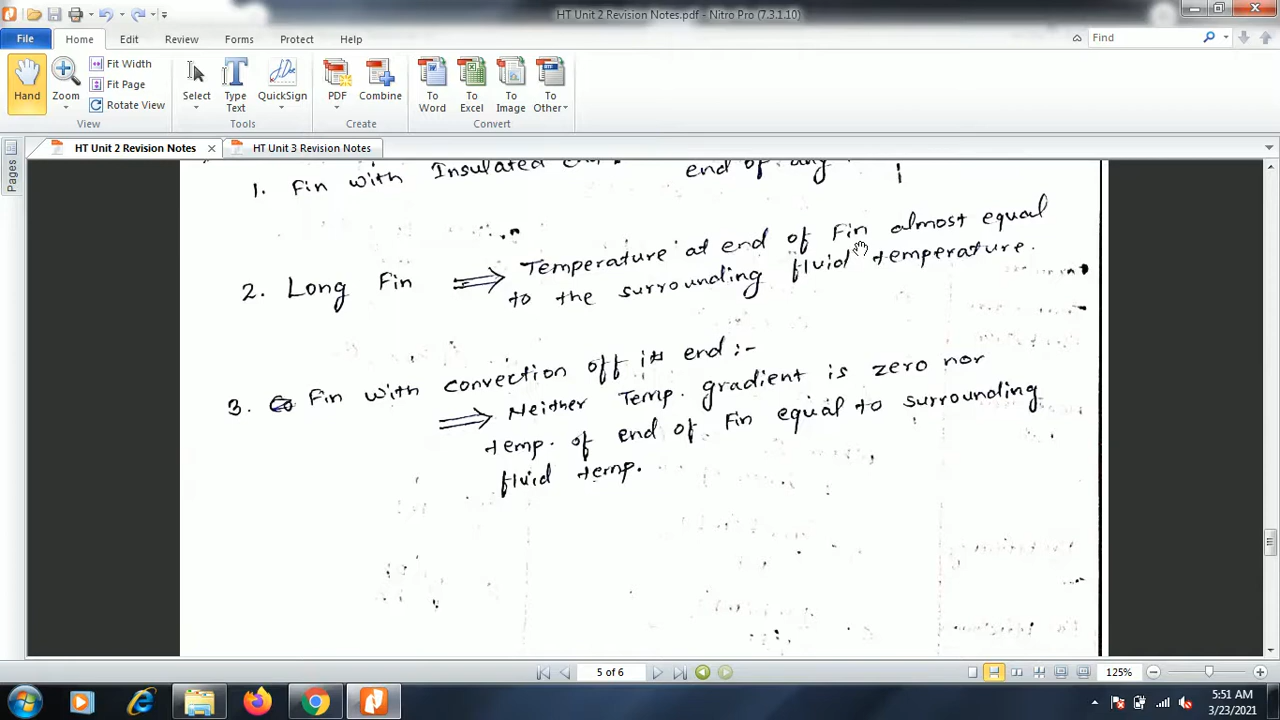 HT Unit 2 Revision Notes.pdf - Nitro Pro (7.3.1.10)
File Home Edit Review Forms Protect Help
Find
Hand
Zoom
Fit Width
Fit Page
Rotate View
View
Select
Type Text
QuickSign
Tools
PDF
Combine
Create
To Word
To Excel
To Image
To Other
Convert
Pages
HT Unit 2 Revision Notes
HT Unit 3 Revision Notes
1. Fin with Insulated end. end of any
2. Long Fin ⇒ Temperature at end of Fin almost equal
to the surrounding fluid temperature.
3. Fin with convection off its end :-
⇒ Neither Temp. gradient is zero nor
temp. of end of Fin equal to surrounding
fluid temp.
5 of 6
125%
5:51 AM
3/23/2021